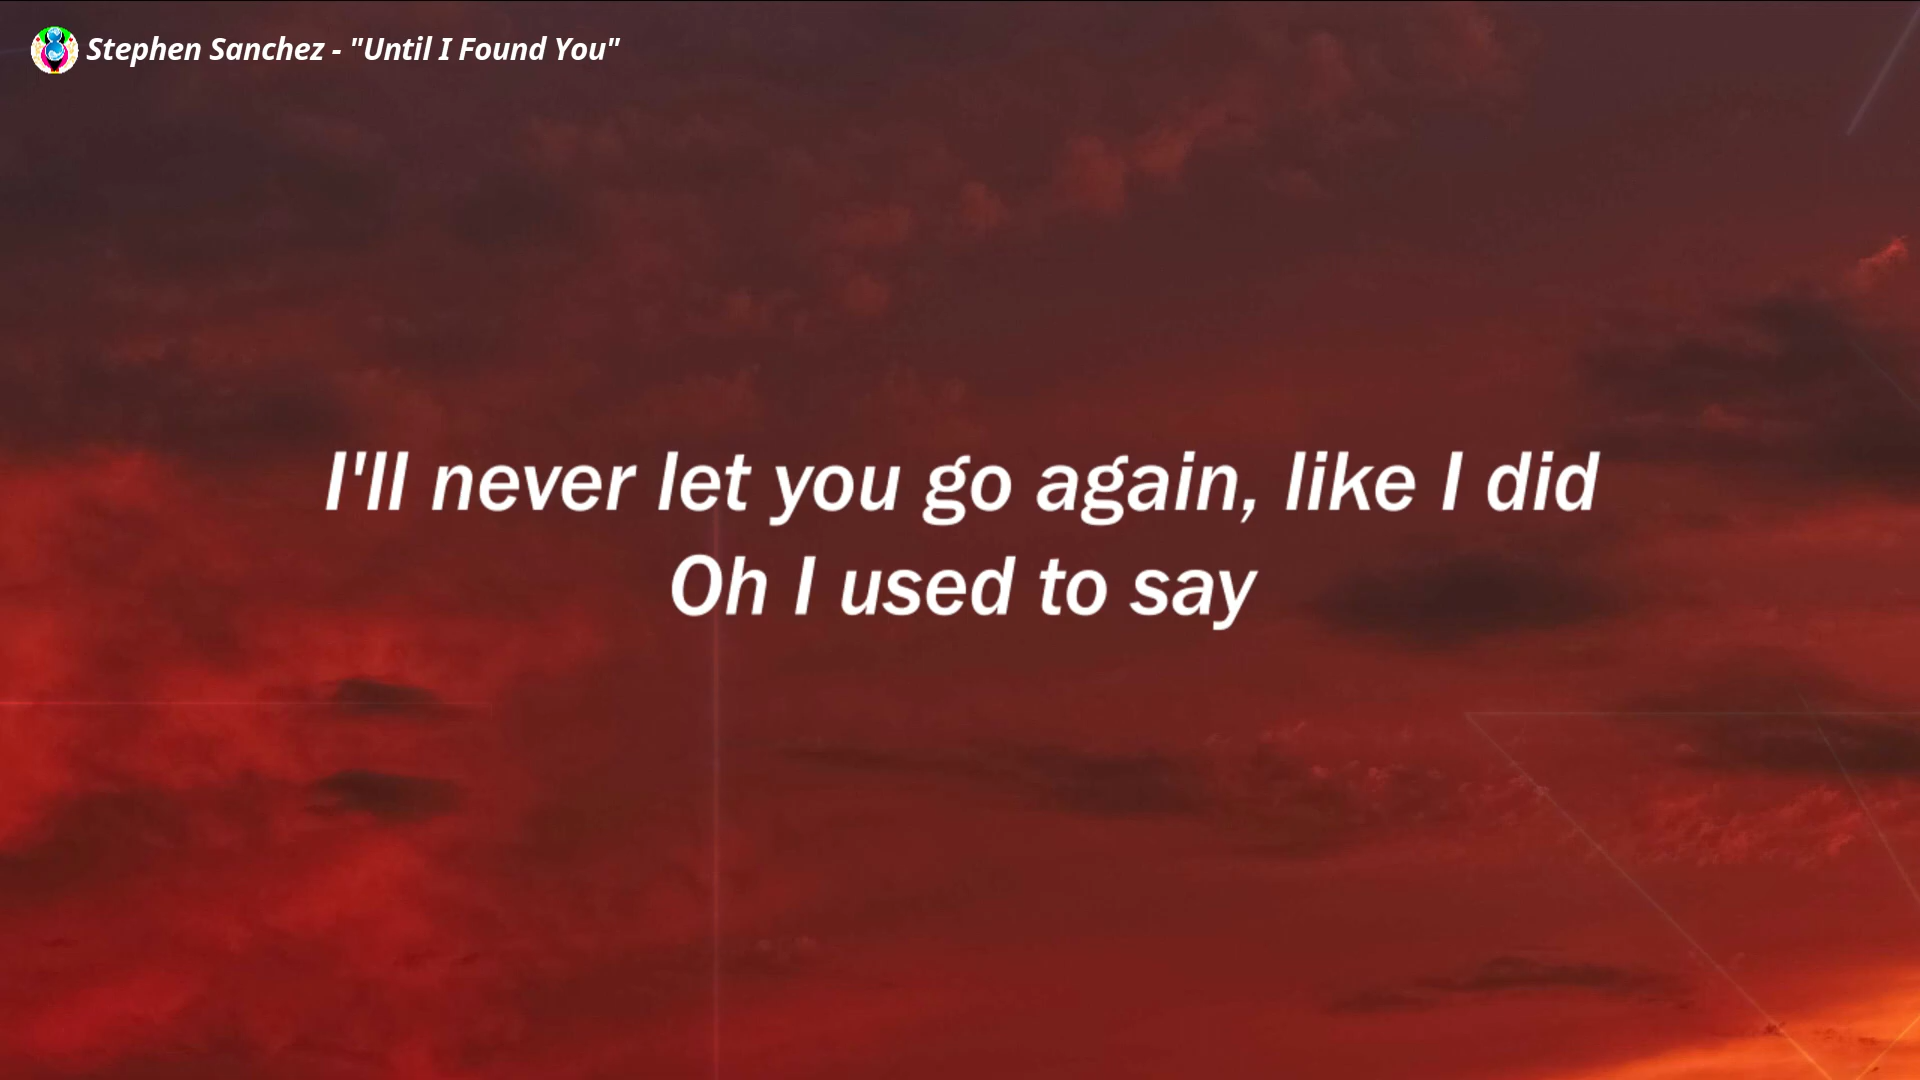 Stephen Sanchez - "Until I Found You"
I'll never let you go again, like I did
Oh I used to say